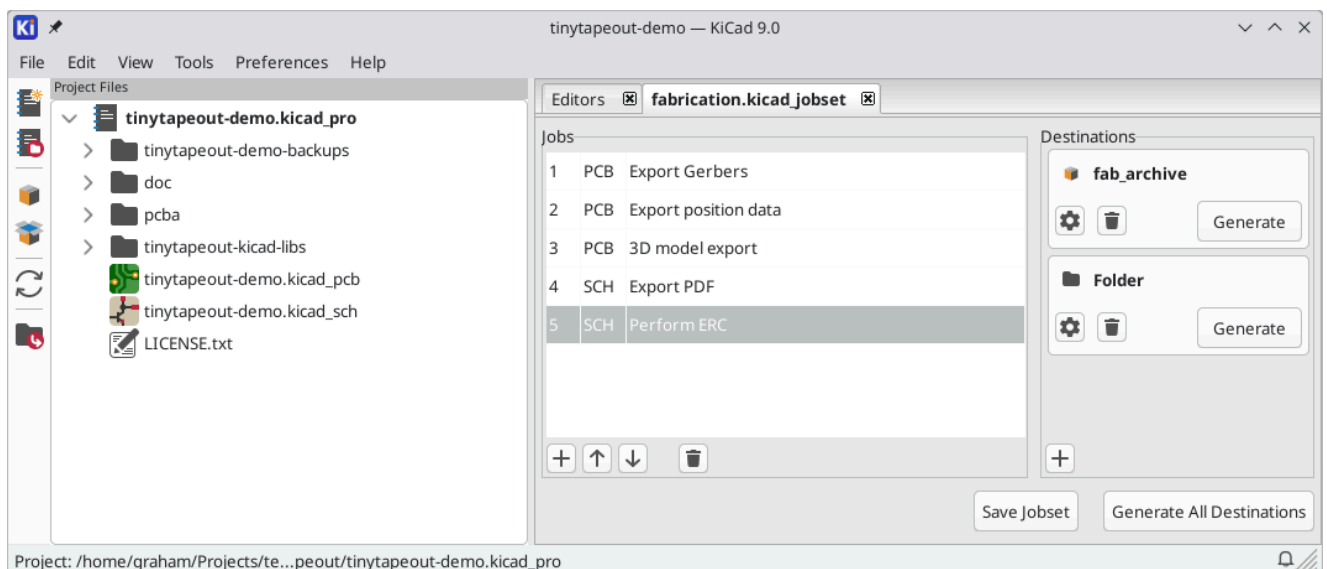 Ki
tinytapeout-demo — KiCad 9.0
File Edit View Tools Preferences Help
Project Files
tinytapeout-demo.kicad_pro
tinytapeout-demo-backups
doc
pcba
tinytapeout-kicad-libs
tinytapeout-demo.kicad_pcb
tinytapeout-demo.kicad_sch
LICENSE.txt
Editors fabrication.kicad_jobset
Jobs
1 PCB Export Gerbers
2 PCB Export position data
3 PCB 3D model export
4 SCH Export PDF
5 SCH Perform ERC
Destinations
fab_archive
Generate
Folder
Generate
Save Jobset Generate All Destinations
Project: /home/graham/Projects/te...peout/tinytapeout-demo.kicad_pro